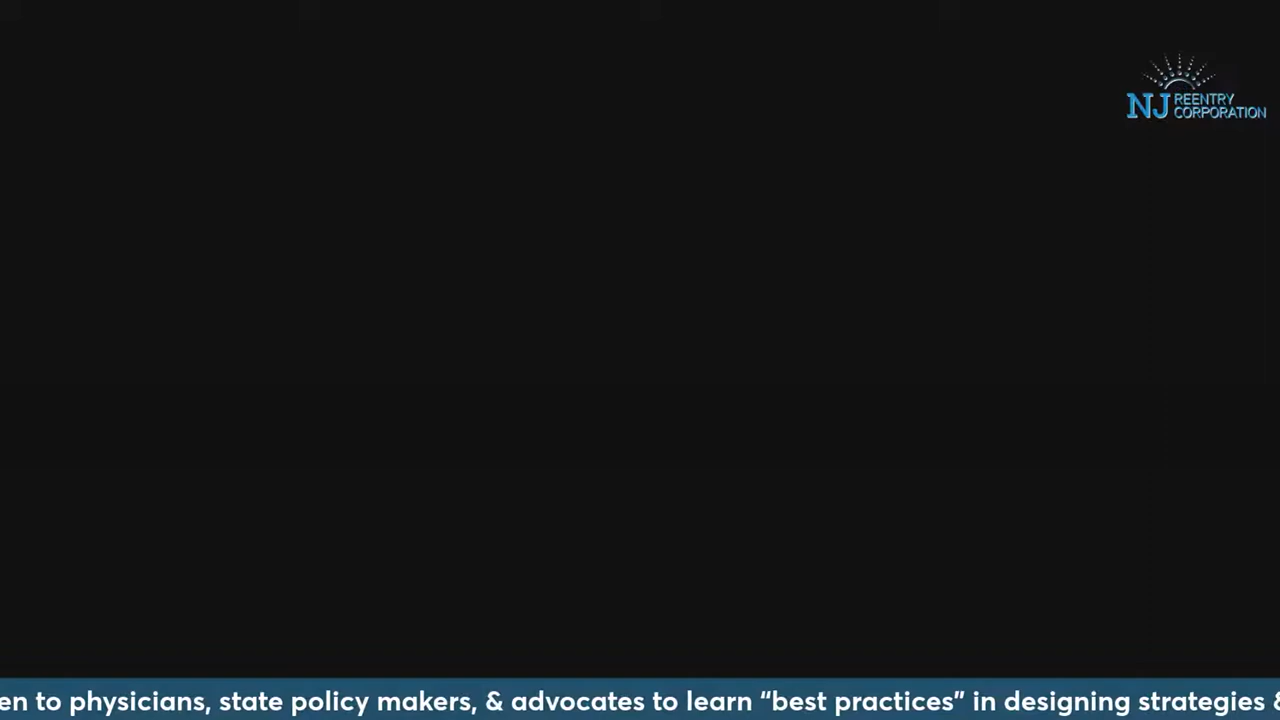 NJ REENTRY
CORPORATION
en to physicians, state policy makers, & advocates to learn “best practices” in designing strategies &